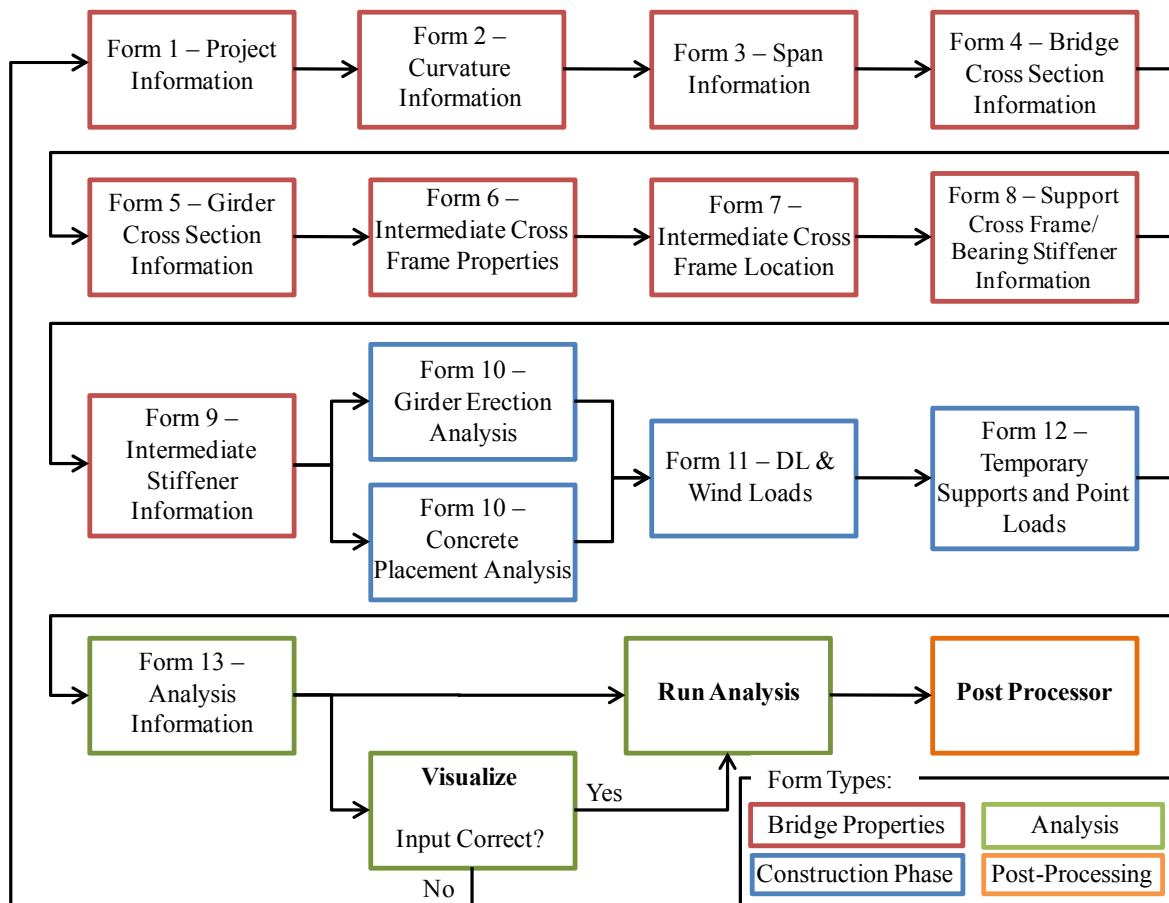 Form 1 – Project
Information
Form 2 –
Curvature
Information
Form 3 – Span
Information
Form 4 – Bridge
Cross Section
Information
Form 5 – Girder
Cross Section
Information
Form 6 –
Intermediate Cross
Frame Properties
Form 7 –
Intermediate Cross
Frame Location
Form 8 – Support
Cross Frame/
Bearing Stiffener
Information
Form 9 –
Intermediate
Stiffener
Information
Form 10 –
Girder Erection
Analysis
Form 10 –
Concrete
Placement Analysis
Form 11 – DL &
Wind Loads
Form 12 –
Temporary
Supports and Point
Loads
Form 13 –
Analysis
Information
Run Analysis
Post Processor
Visualize
Input Correct?
Yes
No
Form Types:
Bridge Properties
Analysis
Construction Phase
Post-Processing